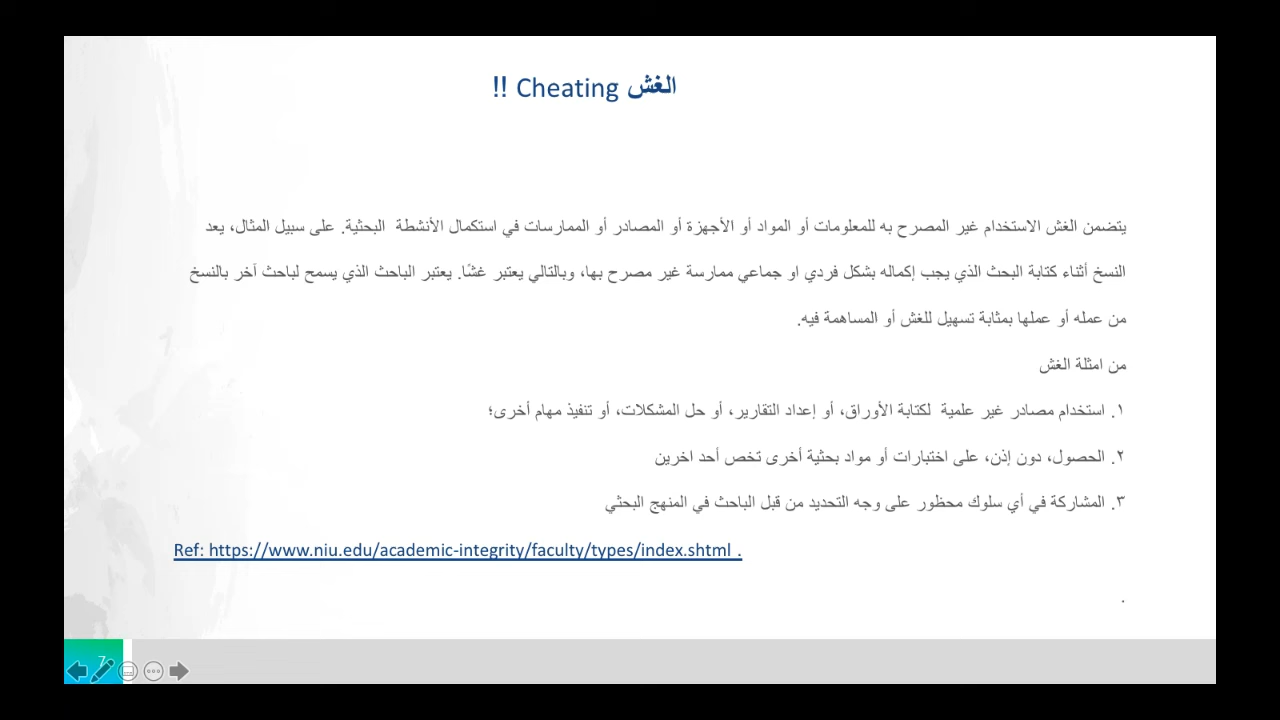 الغش Cheating !!
يتضمن الغش الاستخدام غير المصرح به للمعلومات أو المواد أو الأجهزة أو المصادر أو الممارسات في استكمال الأنشطة البحثية. على سبيل المثال، يعد
النسخ أثناء كتابة البحث الذي يجب إكماله بشكل فردي او جماعي ممارسة غير مصرح بها، وبالتالي يعتبر غشًا. يعتبر الباحث الذي يسمح لباحث آخر بالنسخ
من عمله أو عملها بمثابة تسهيل للغش أو المساهمة فيه.
من امثلة الغش
١. استخدام مصادر غير علمية لكتابة الأوراق، أو إعداد التقارير، أو حل المشكلات، أو تنفيذ مهام أخرى؛
٢. الحصول، دون إذن، على اختبارات أو مواد بحثية أخرى تخص أحد اخرين
٣. المشاركة في أي سلوك محظور على وجه التحديد من قبل الباحث في المنهج البحثي
Ref: https://www.niu.edu/academic-integrity/faculty/types/index.shtml .
.
7